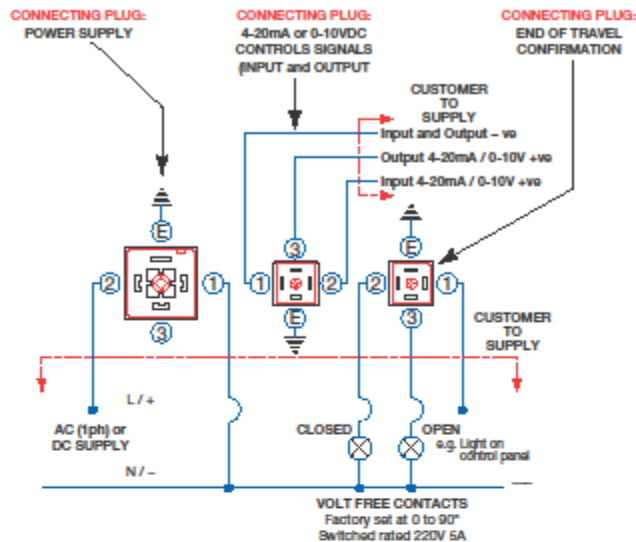 CONNECTING PLUG:
POWER SUPPLY
CONNECTING PLUG:
4-20mA or 0-10VDC
CONTROLS SIGNALS
(INPUT and OUTPUT
CONNECTING PLUG:
END OF TRAVEL
CONFIRMATION
CUSTOMER
TO
SUPPLY
Input and Output – ve
Output 4-20mA / 0-10V +ve
Input 4-20mA / 0-10V +ve
E
3
E
2
1
1
2
2
1
3
E
3
CUSTOMER
TO
SUPPLY
L / +
AC (1ph) or
DC SUPPLY
CLOSED
OPEN
e.g. Light on
control panel
N / –
VOLT FREE CONTACTS
Factory set at 0 to 90°
Switched rated 220V 5A